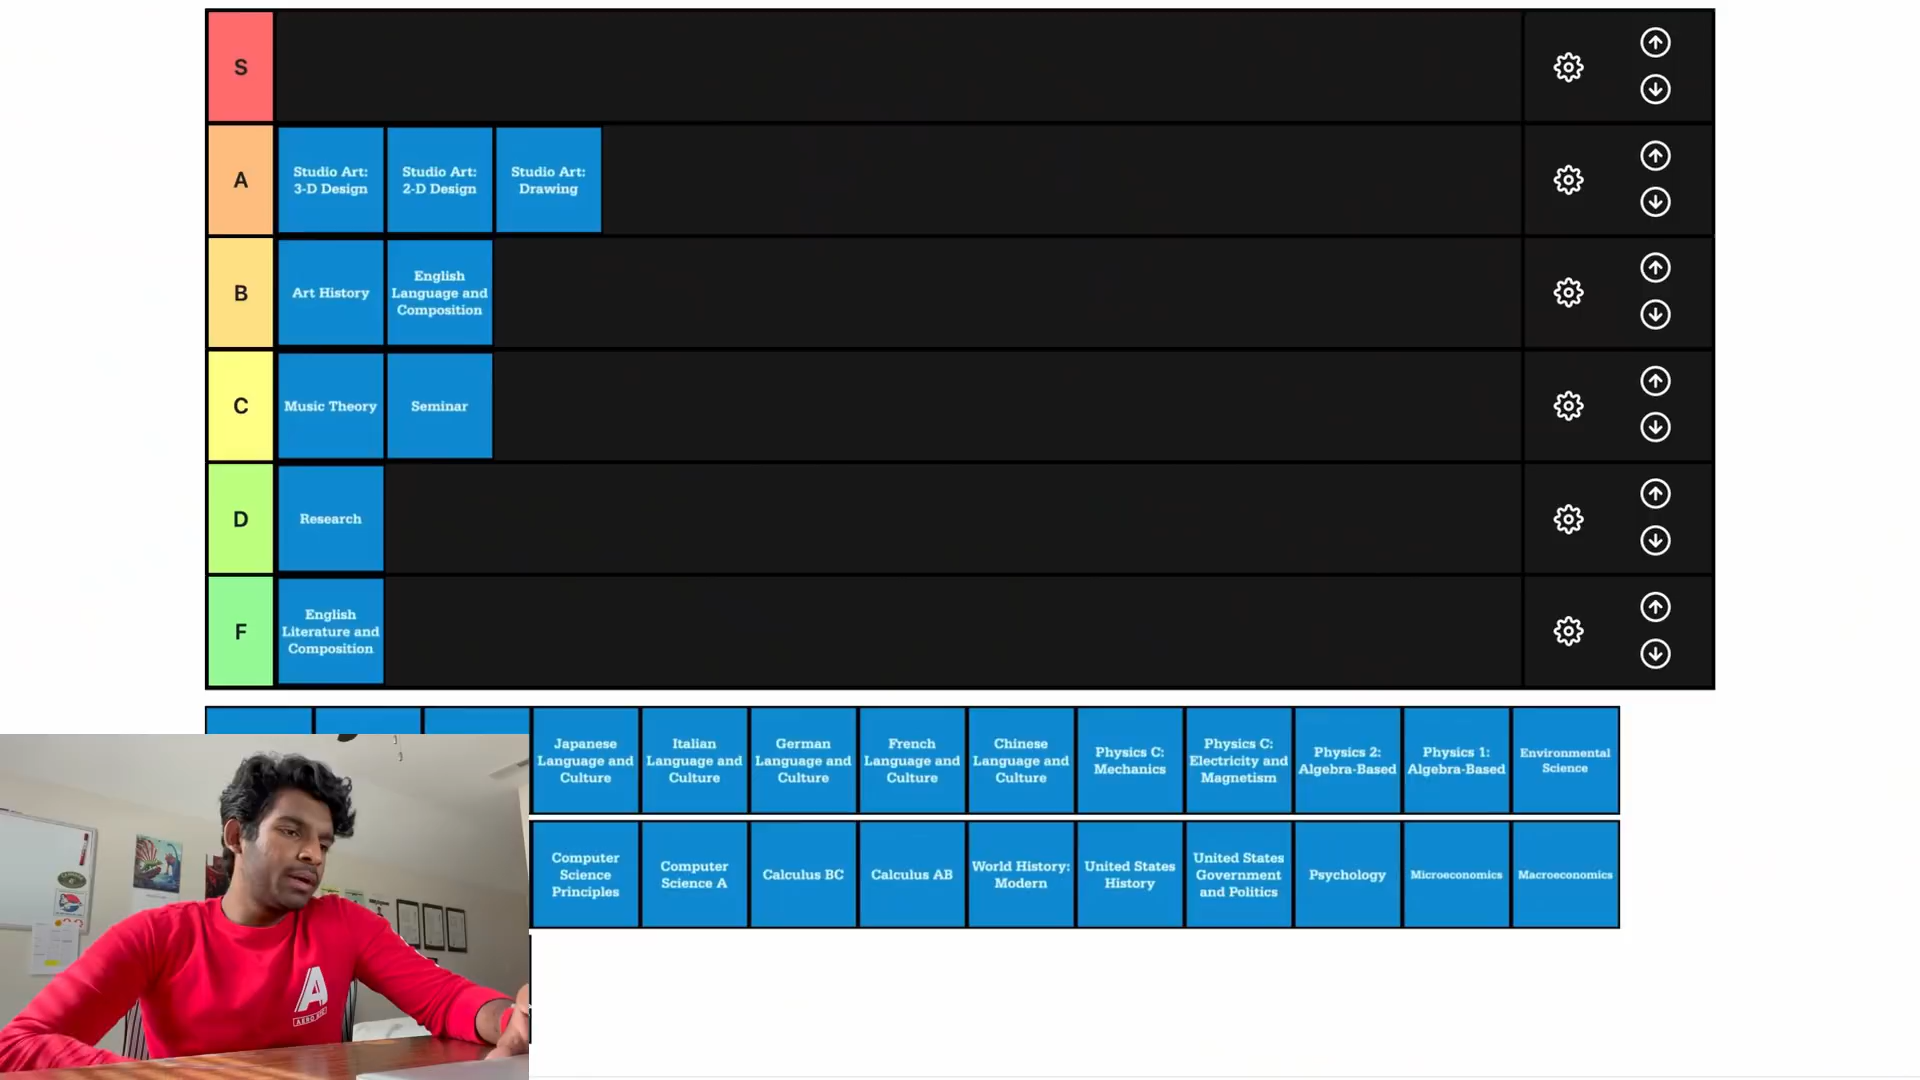 S
A
Studio Art:
3-D Design
Studio Art:
2-D Design
Studio Art:
Drawing
B
Art History
English
Language and
Composition
C
Music Theory
Seminar
D
Research
F
English
Literature and
Composition
Japanese
Language and
Culture
Italian
Language and
Culture
German
Language and
Culture
French
Language and
Culture
Chinese
Language and
Culture
Physics C:
Mechanics
Physics C:
Electricity and
Magnetism
Physics 2:
Algebra-Based
Physics 1:
Algebra-Based
Environmental
Science
Computer
Science
Principles
Computer
Science A
Calculus BC
Calculus AB
World History:
Modern
United States
History
United States
Government
and Politics
Psychology
Microeconomics
Macroeconomics
A